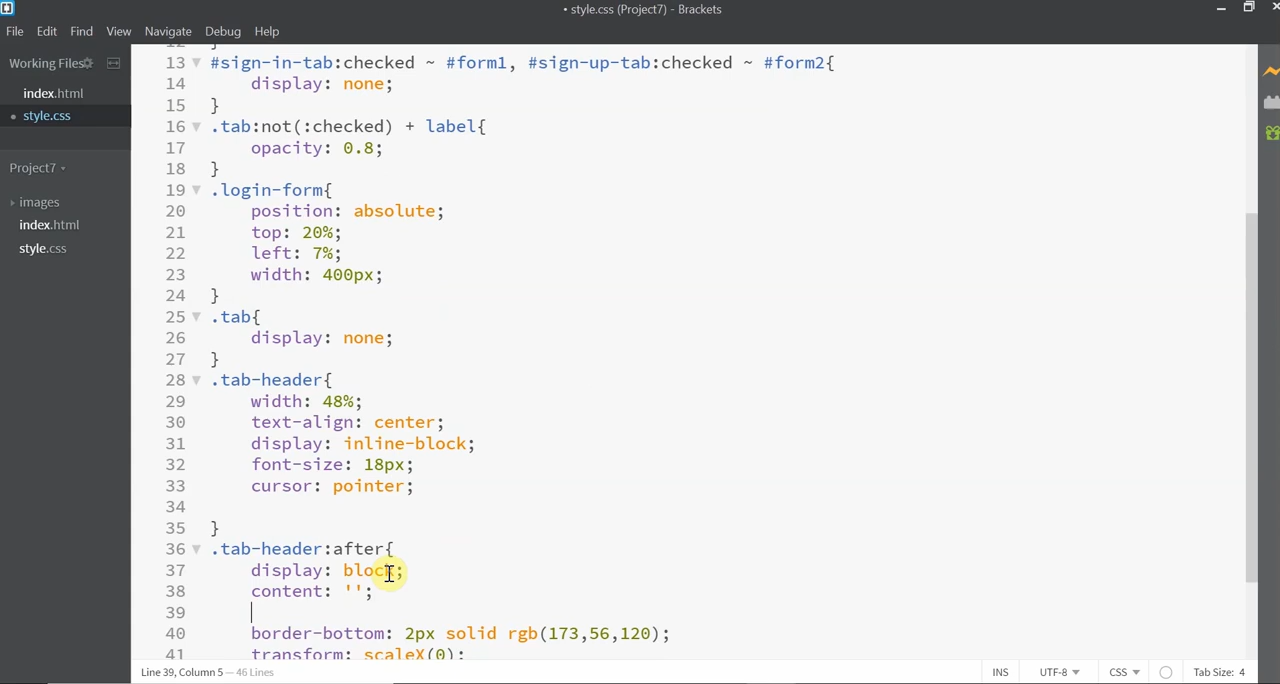 • style.css (Project7) - Brackets
File Edit Find View Navigate Debug Help
Working Files
index.html
• style.css
Project7
images
index.html
style.css
13 #sign-in-tab:checked ~ #form1, #sign-up-tab:checked ~ #form2{
14 display: none;
15 }
16 .tab:not(:checked) + label{
17 opacity: 0.8;
18 }
19 .login-form{
20 position: absolute;
21 top: 20%;
22 left: 7%;
23 width: 400px;
24 }
25 .tab{
26 display: none;
27 }
28 .tab-header{
29 width: 48%;
30 text-align: center;
31 display: inline-block;
32 font-size: 18px;
33 cursor: pointer;
34
35 }
36 .tab-header:after{
37 display: block;
38 content: '';
39
40 border-bottom: 2px solid rgb(173,56,120);
41 transform: scaleX(0);
Line 39, Column 5 — 46 Lines
INS UTF-8 CSS Tab Size: 4